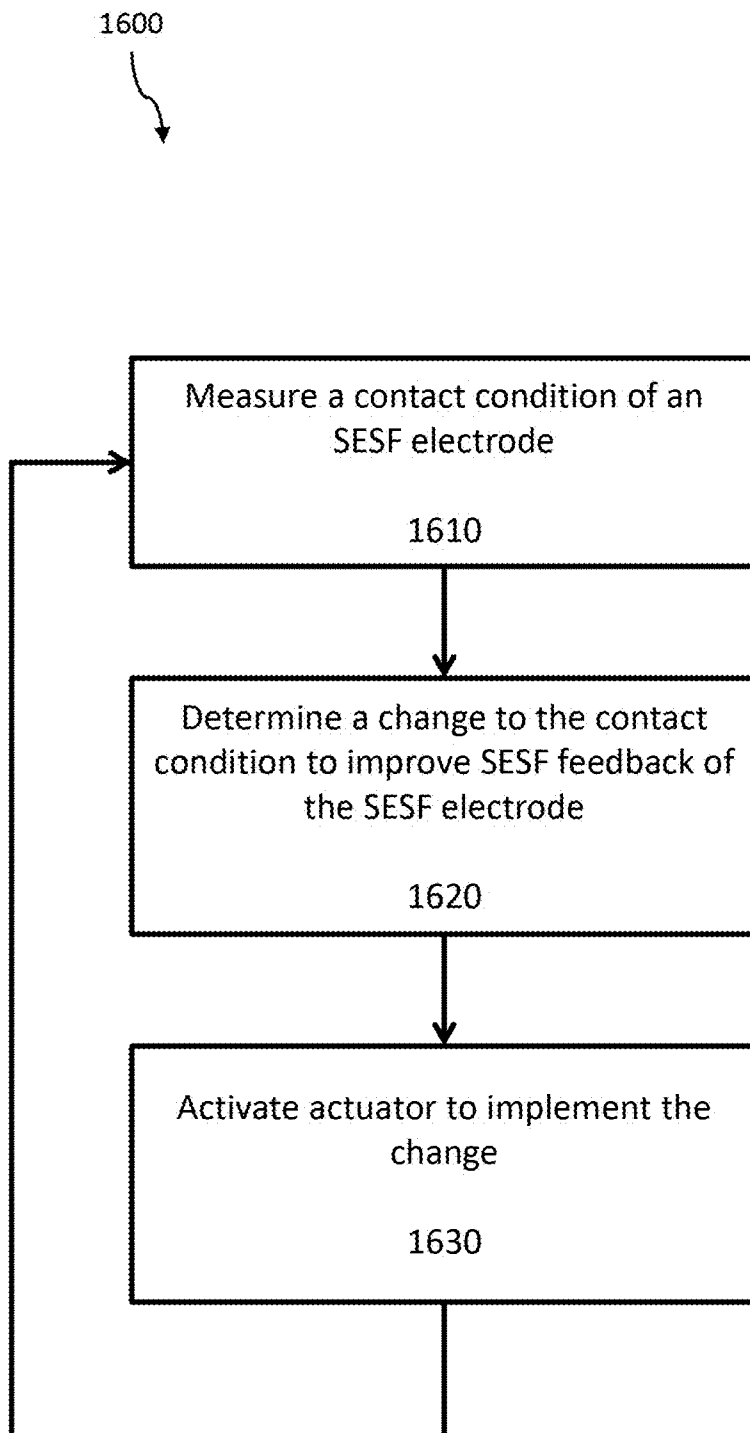 1600
Measure a contact condition of an
SESF electrode
1610
Determine a change to the contact
condition to improve SESF feedback of
the SESF electrode
1620
Activate actuator to implement the
change
1630